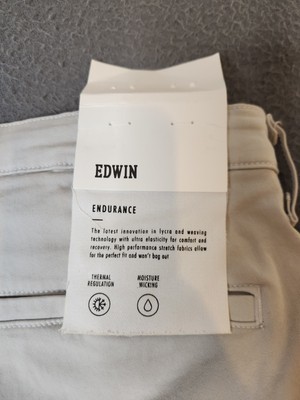 EDWIN
ENDURANCE
The latest innovation in lycra and weaving
technology with ultra elasticity for comfort and
recovery. High performance stretch fabrics allow
for the perfect fit and won't bag out
THERMAL MOISTURE
REGULATION WICKING